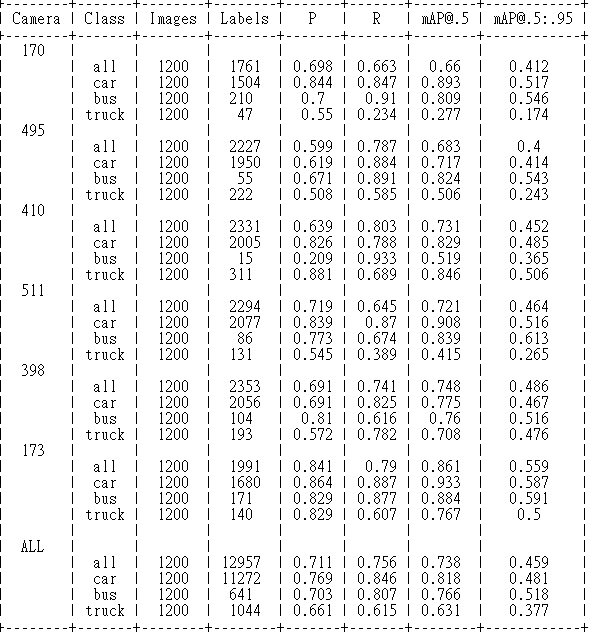 Camera | Class | Images | Labels | P | R | mAP@.5 | mAP@.5:.95
170
all | 1200 | 1761 | 0.698 | 0.663 | 0.66 | 0.412
car | 1200 | 1504 | 0.844 | 0.847 | 0.893 | 0.517
bus | 1200 | 210 | 0.7 | 0.91 | 0.809 | 0.546
truck | 1200 | 47 | 0.55 | 0.234 | 0.277 | 0.174
495
all | 1200 | 2227 | 0.599 | 0.787 | 0.683 | 0.4
car | 1200 | 1950 | 0.619 | 0.884 | 0.717 | 0.414
bus | 1200 | 55 | 0.671 | 0.891 | 0.824 | 0.543
truck | 1200 | 222 | 0.508 | 0.585 | 0.506 | 0.243
410
all | 1200 | 2331 | 0.639 | 0.803 | 0.731 | 0.452
car | 1200 | 2005 | 0.826 | 0.788 | 0.829 | 0.485
bus | 1200 | 15 | 0.209 | 0.933 | 0.519 | 0.365
truck | 1200 | 311 | 0.881 | 0.689 | 0.846 | 0.506
511
all | 1200 | 2294 | 0.719 | 0.645 | 0.721 | 0.464
car | 1200 | 2077 | 0.839 | 0.87 | 0.908 | 0.516
bus | 1200 | 86 | 0.773 | 0.674 | 0.839 | 0.613
truck | 1200 | 131 | 0.545 | 0.389 | 0.415 | 0.265
398
all | 1200 | 2353 | 0.691 | 0.741 | 0.748 | 0.486
car | 1200 | 2056 | 0.691 | 0.825 | 0.775 | 0.467
bus | 1200 | 104 | 0.81 | 0.616 | 0.76 | 0.516
truck | 1200 | 193 | 0.572 | 0.782 | 0.708 | 0.476
173
all | 1200 | 1991 | 0.841 | 0.79 | 0.861 | 0.559
car | 1200 | 1680 | 0.864 | 0.887 | 0.933 | 0.587
bus | 1200 | 171 | 0.829 | 0.877 | 0.884 | 0.591
truck | 1200 | 140 | 0.829 | 0.607 | 0.767 | 0.5
ALL
all | 1200 | 12957 | 0.711 | 0.756 | 0.738 | 0.459
car | 1200 | 11272 | 0.769 | 0.846 | 0.818 | 0.481
bus | 1200 | 641 | 0.703 | 0.807 | 0.766 | 0.518
truck | 1200 | 1044 | 0.661 | 0.615 | 0.631 | 0.377